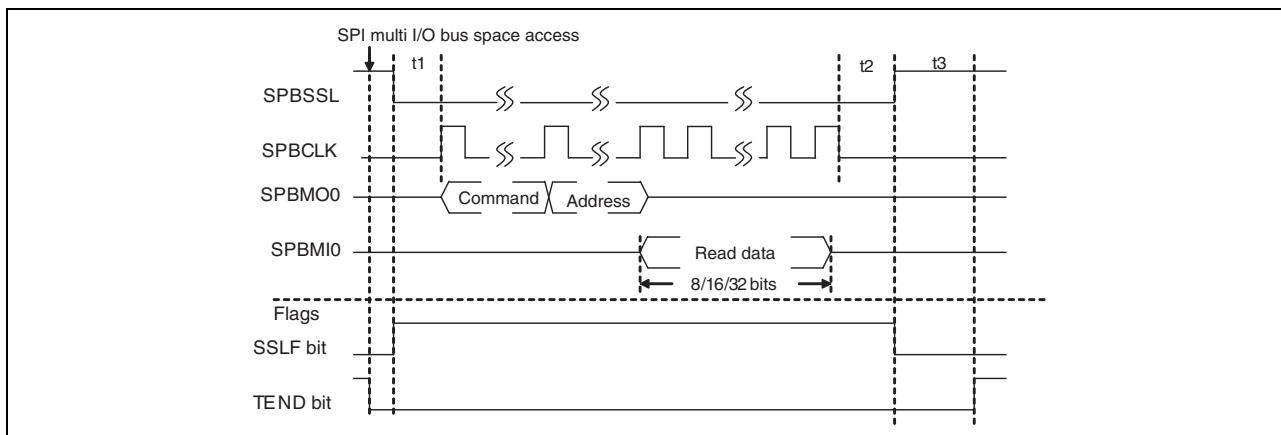 SPI multi I/O bus space access
t1
t2
t3
SPBSSL
SPBCLK
SPBMO0
Command
Address
SPBMI0
Read data
8/16/32 bits
Flags
SSLF bit
TEND bit